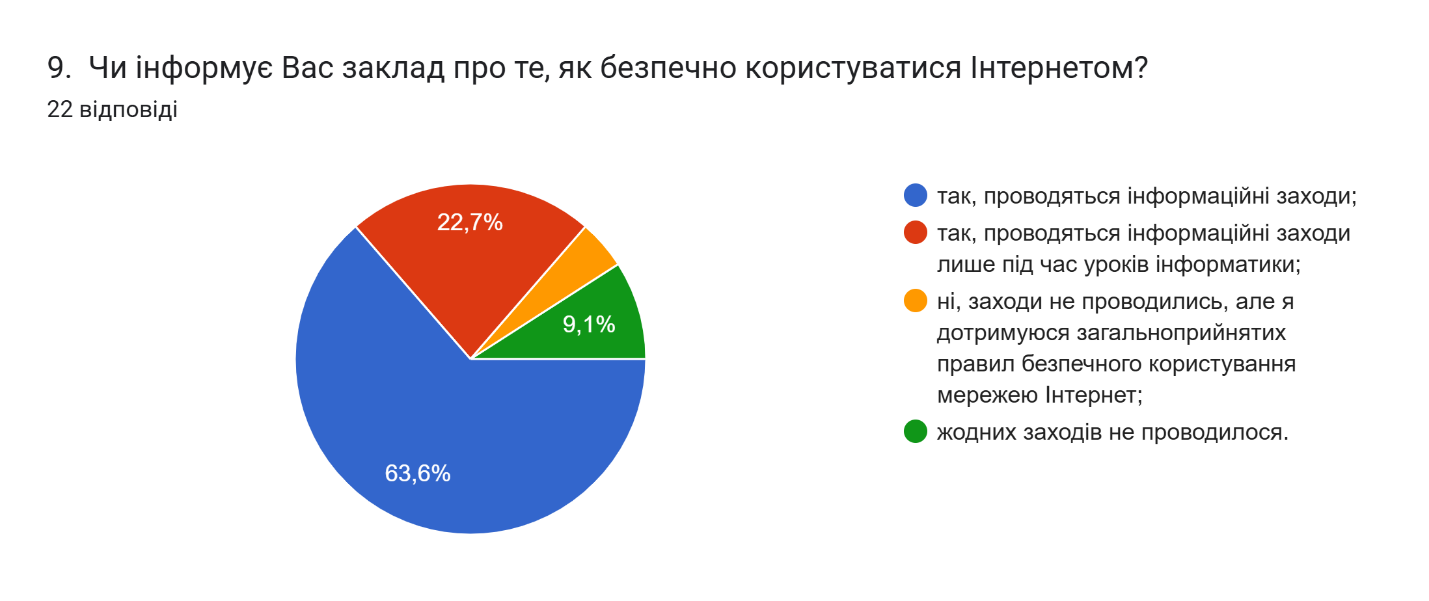 9. Чи інформує Вас заклад про те, як безпечно користуватися Інтернетом?
22 відповіді
22,7%
9,1%
63,6%
так, проводяться інформаційні заходи;
так, проводяться інформаційні заходи
лише під час уроків інформатики;
ні, заходи не проводились, але я
дотримуюся загальноприйнятих
правил безпечного користування
мережею Інтернет;
жодних заходів не проводилося.